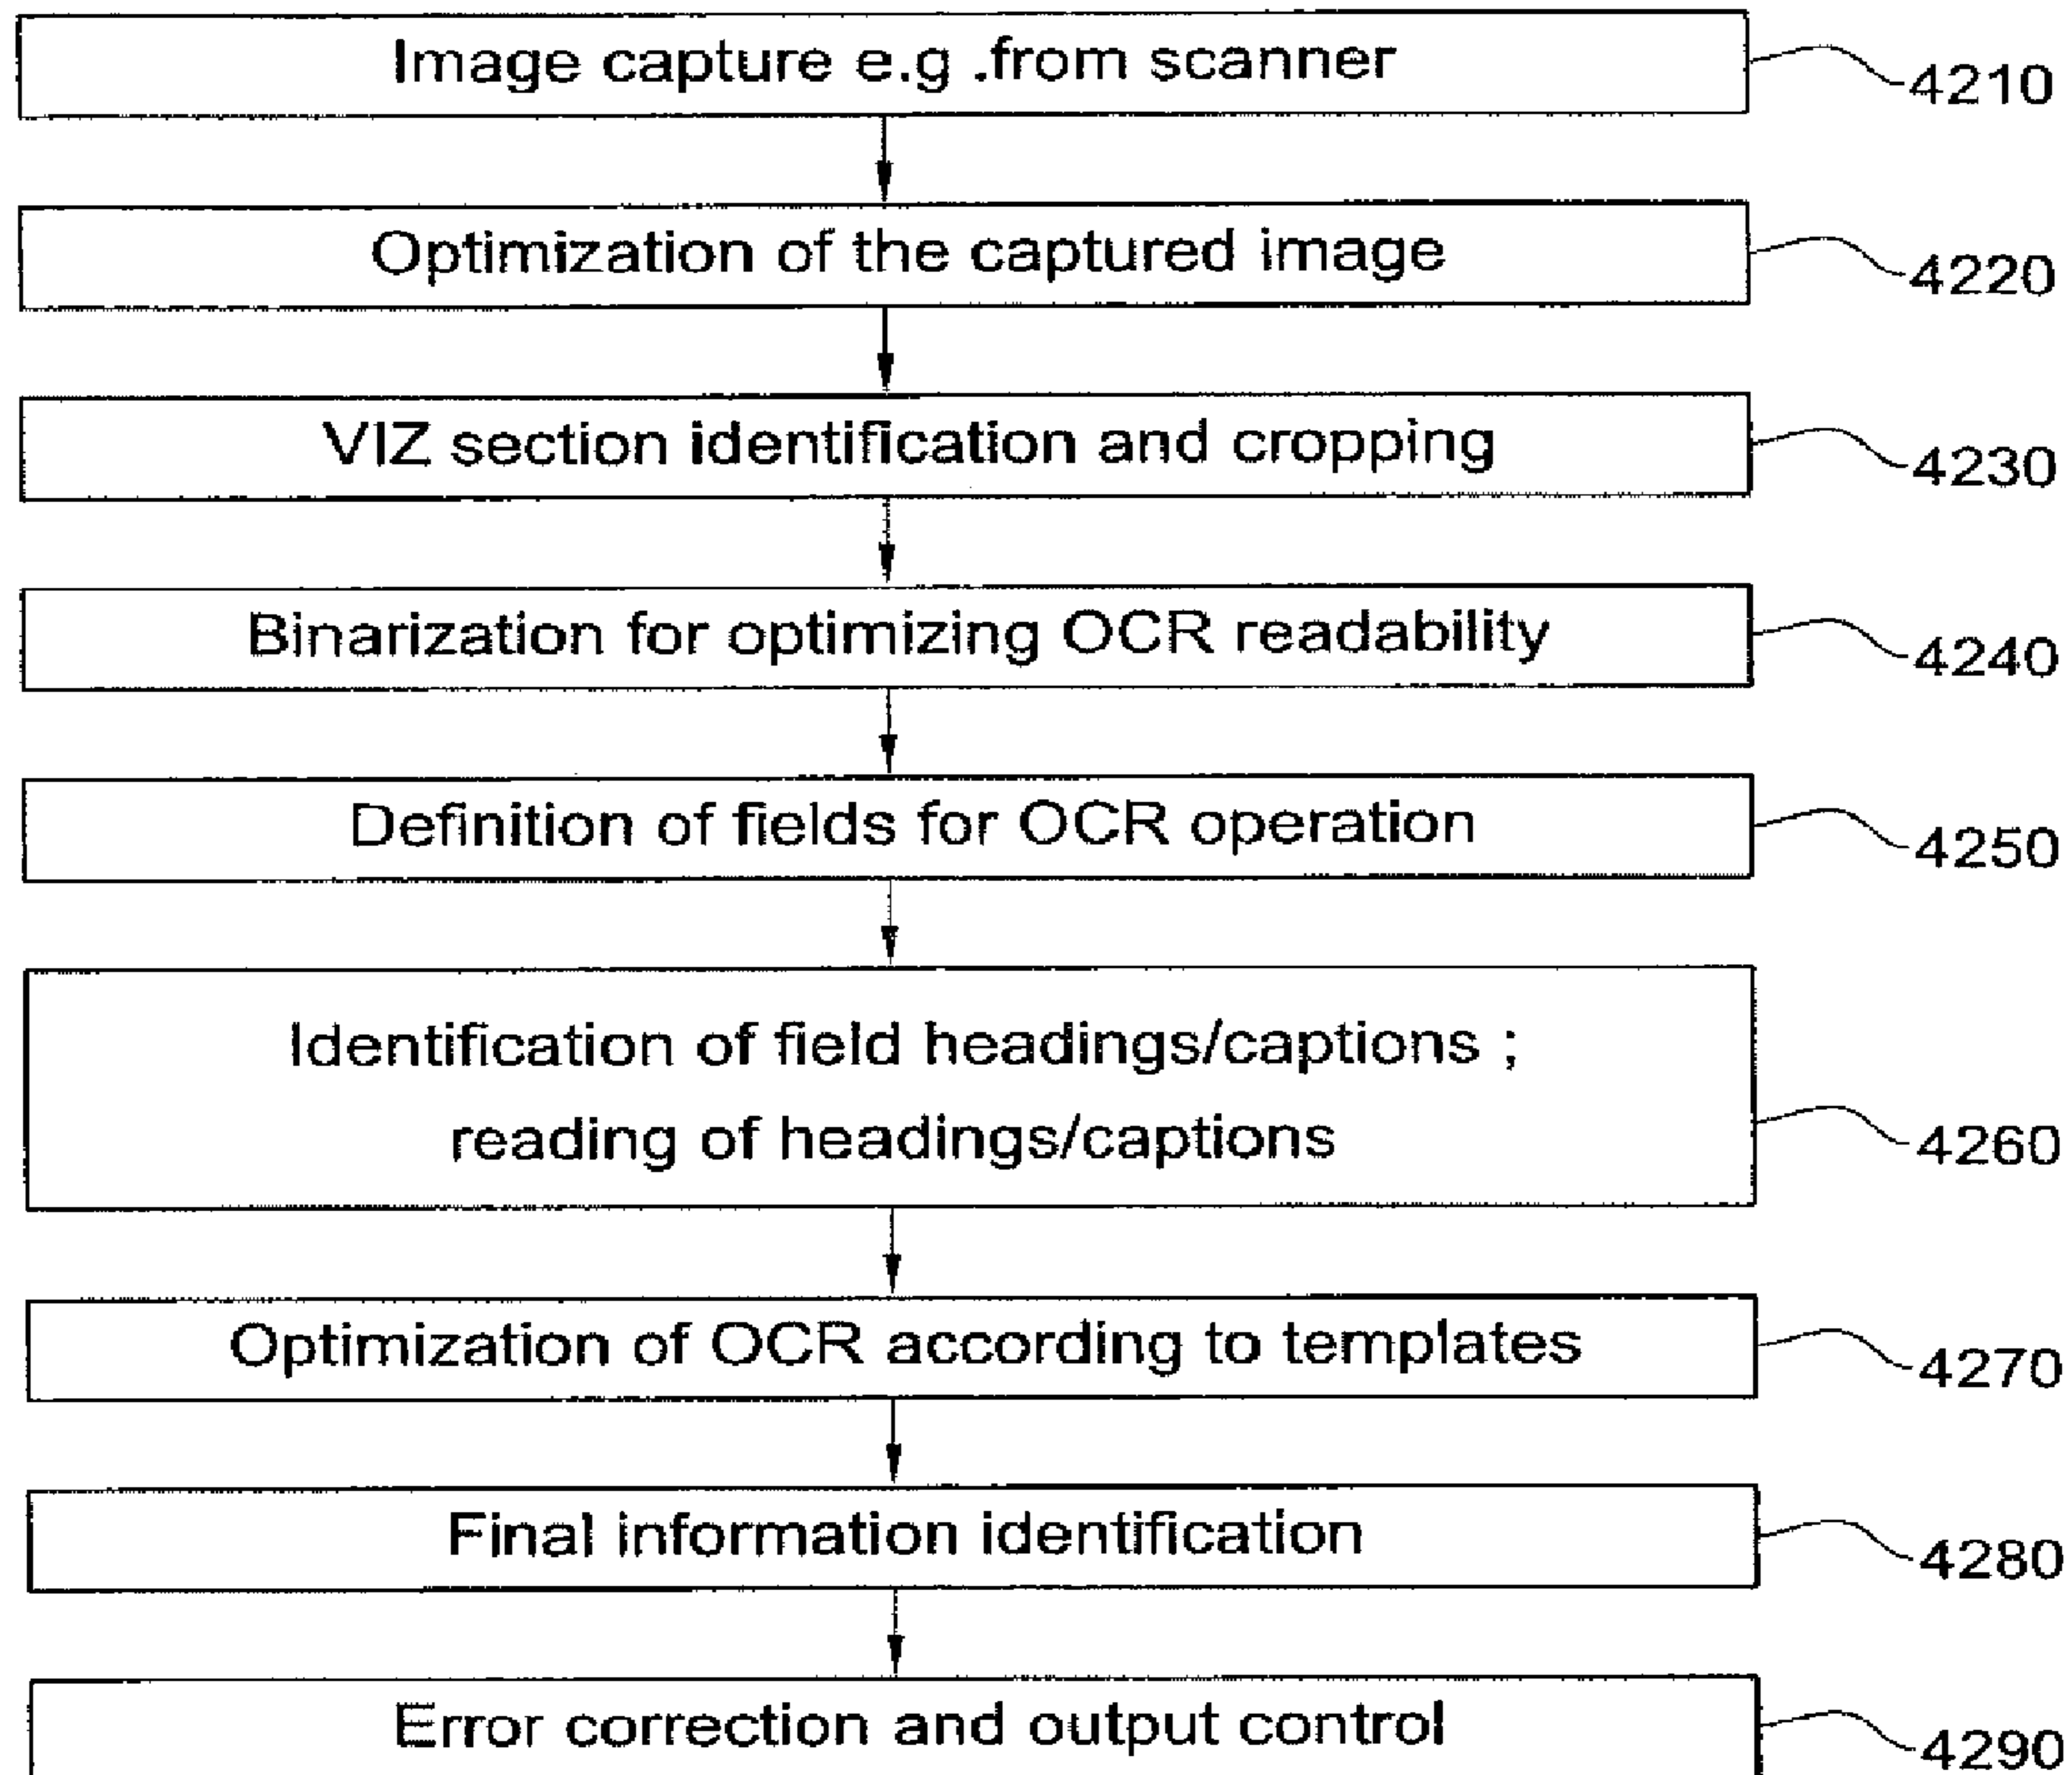 Image capture e.g .from scanner
4210
Optimization of the captured image
4220
VIZ section identification and cropping
4230
Binarization for optimizing OCR readability
4240
Definition of fields for OCR operation
4250
Identification of field headings/captions ;
reading of headings/captions
4260
Optimization of OCR according to templates
4270
Final information identification
4280
Error correction and output control
4290